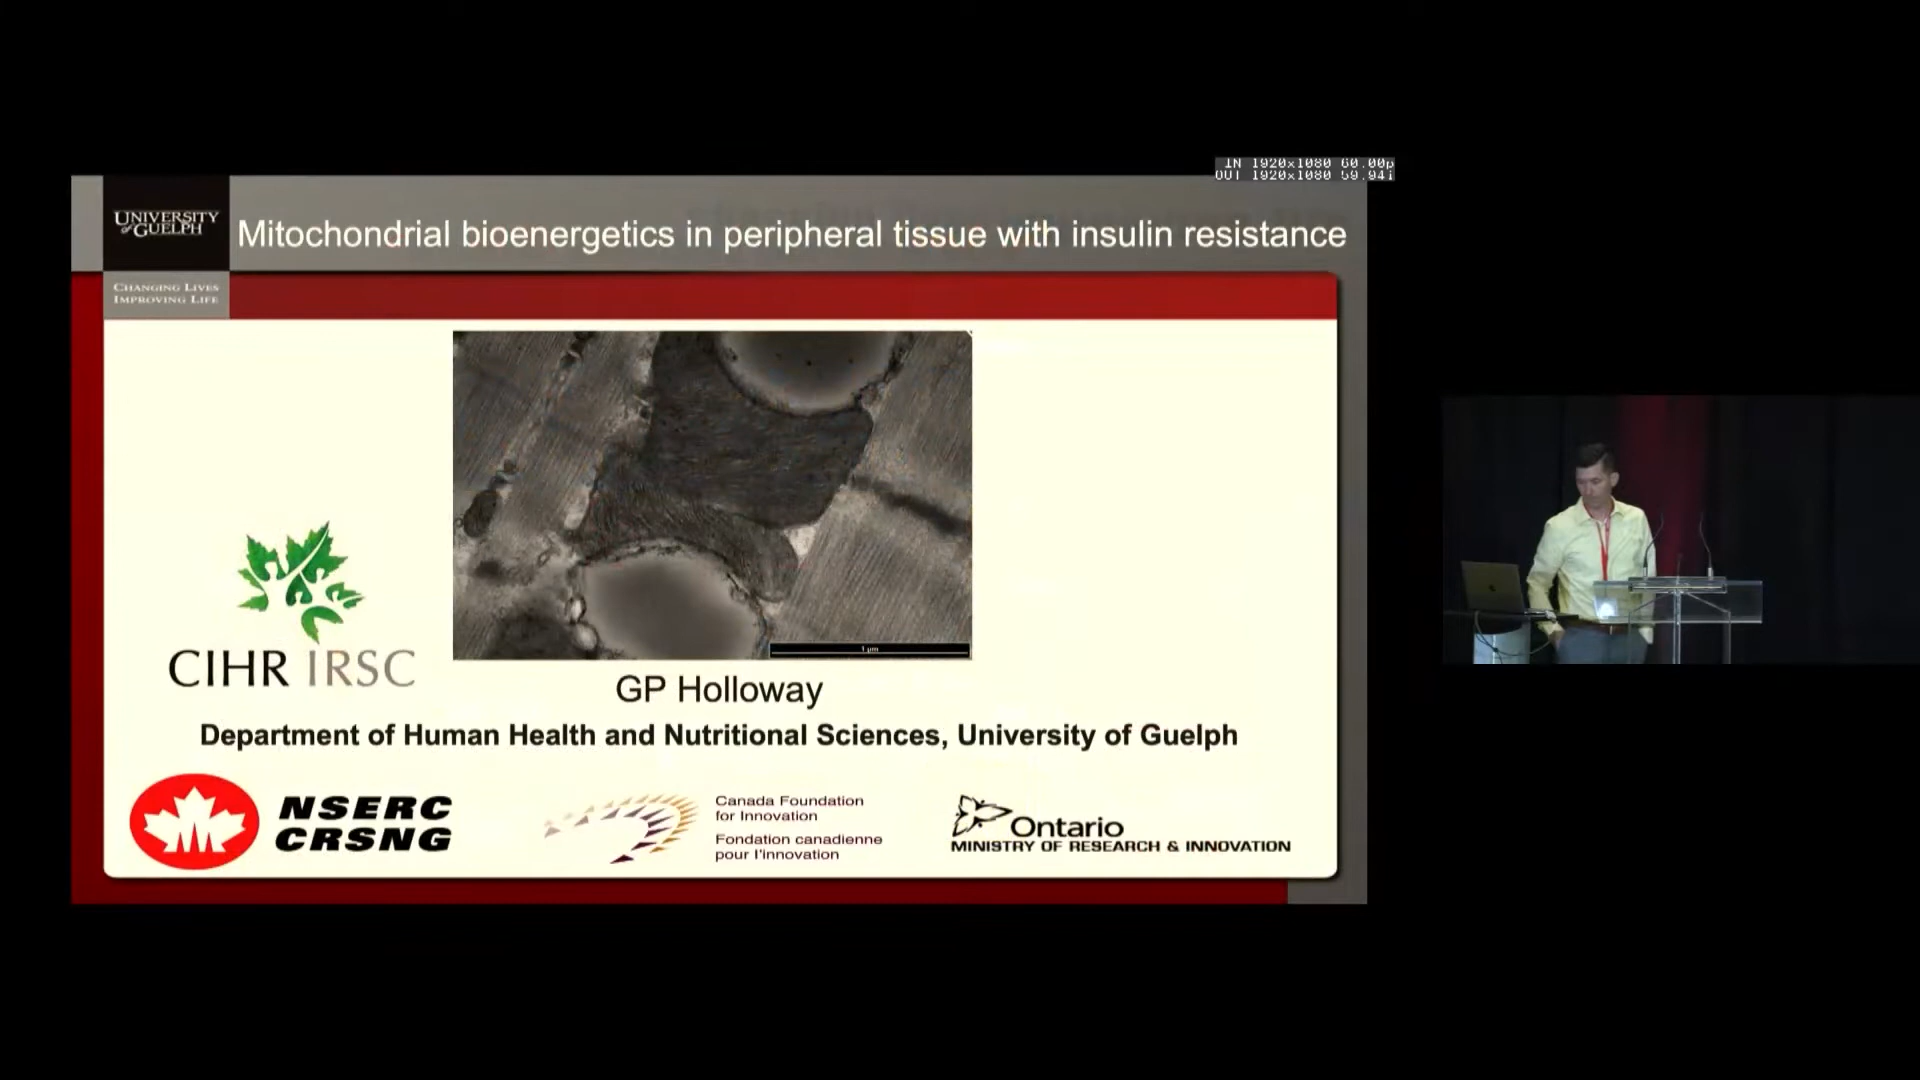 IN 1920x1080 60.00p
OUT 1920x1080 59.94i
UNIVERSITY
of GUELPH
Mitochondrial bioenergetics in peripheral tissue with insulin resistance
CHANGING LIVES
IMPROVING LIFE
1 µm
CIHR IRSC
GP Holloway
Department of Human Health and Nutritional Sciences, University of Guelph
NSERC
CRSNG
Canada Foundation
for Innovation
Fondation canadienne
pour l'innovation
Ontario
MINISTRY OF RESEARCH & INNOVATION